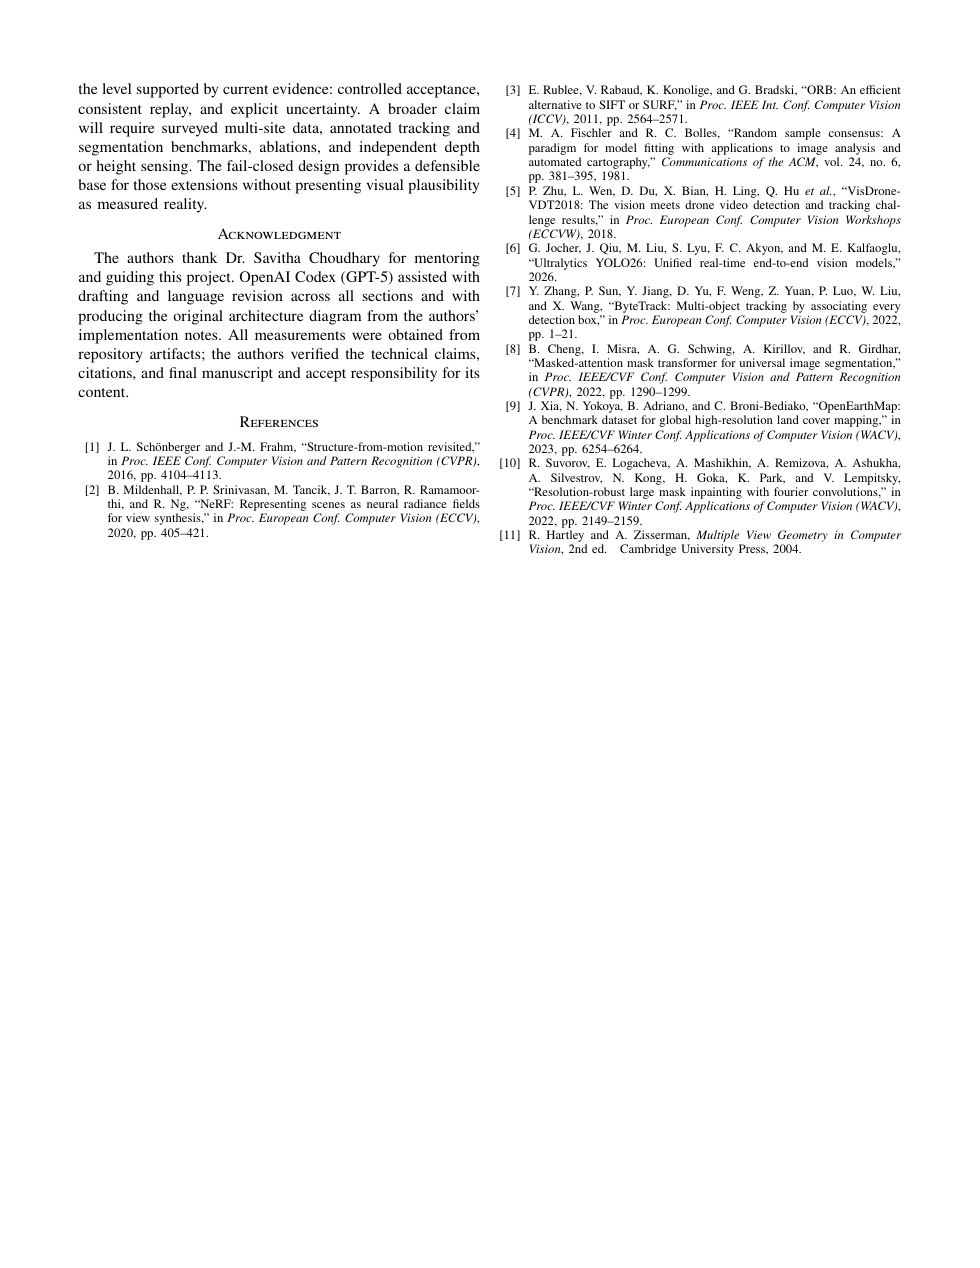 the level supported by current evidence: controlled acceptance,
consistent replay, and explicit uncertainty. A broader claim
will require surveyed multi-site data, annotated tracking and
segmentation benchmarks, ablations, and independent depth
or height sensing. The fail-closed design provides a defensible
base for those extensions without presenting visual plausibility
as measured reality.
ACKNOWLEDGMENT
The authors thank Dr. Savitha Choudhary for mentoring
and guiding this project. OpenAI Codex (GPT-5) assisted with
drafting and language revision across all sections and with
producing the original architecture diagram from the authors’
implementation notes. All measurements were obtained from
repository artifacts; the authors verified the technical claims,
citations, and final manuscript and accept responsibility for its
content.
REFERENCES
[1] J. L. Schönberger and J.-M. Frahm, “Structure-from-motion revisited,”
in Proc. IEEE Conf. Computer Vision and Pattern Recognition (CVPR),
2016, pp. 4104–4113.
[2] B. Mildenhall, P. P. Srinivasan, M. Tancik, J. T. Barron, R. Ramamoor-
thi, and R. Ng, “NeRF: Representing scenes as neural radiance fields
for view synthesis,” in Proc. European Conf. Computer Vision (ECCV),
2020, pp. 405–421.
[3] E. Rublee, V. Rabaud, K. Konolige, and G. Bradski, “ORB: An efficient
alternative to SIFT or SURF,” in Proc. IEEE Int. Conf. Computer Vision
(ICCV), 2011, pp. 2564–2571.
[4] M. A. Fischler and R. C. Bolles, “Random sample consensus: A
paradigm for model fitting with applications to image analysis and
automated cartography,” Communications of the ACM, vol. 24, no. 6,
pp. 381–395, 1981.
[5] P. Zhu, L. Wen, D. Du, X. Bian, H. Ling, Q. Hu et al., “VisDrone-
VDT2018: The vision meets drone video detection and tracking chal-
lenge results,” in Proc. European Conf. Computer Vision Workshops
(ECCVW), 2018.
[6] G. Jocher, J. Qiu, M. Liu, S. Lyu, F. C. Akyon, and M. E. Kalfaoglu,
“Ultralytics YOLO26: Unified real-time end-to-end vision models,”
2026.
[7] Y. Zhang, P. Sun, Y. Jiang, D. Yu, F. Weng, Z. Yuan, P. Luo, W. Liu,
and X. Wang, “ByteTrack: Multi-object tracking by associating every
detection box,” in Proc. European Conf. Computer Vision (ECCV), 2022,
pp. 1–21.
[8] B. Cheng, I. Misra, A. G. Schwing, A. Kirillov, and R. Girdhar,
“Masked-attention mask transformer for universal image segmentation,”
in Proc. IEEE/CVF Conf. Computer Vision and Pattern Recognition
(CVPR), 2022, pp. 1290–1299.
[9] J. Xia, N. Yokoya, B. Adriano, and C. Broni-Bediako, “OpenEarthMap:
A benchmark dataset for global high-resolution land cover mapping,” in
Proc. IEEE/CVF Winter Conf. Applications of Computer Vision (WACV),
2023, pp. 6254–6264.
[10] R. Suvorov, E. Logacheva, A. Mashikhin, A. Remizova, A. Ashukha,
A. Silvestrov, N. Kong, H. Goka, K. Park, and V. Lempitsky,
“Resolution-robust large mask inpainting with fourier convolutions,” in
Proc. IEEE/CVF Winter Conf. Applications of Computer Vision (WACV),
2022, pp. 2149–2159.
[11] R. Hartley and A. Zisserman, Multiple View Geometry in Computer
Vision, 2nd ed. Cambridge University Press, 2004.